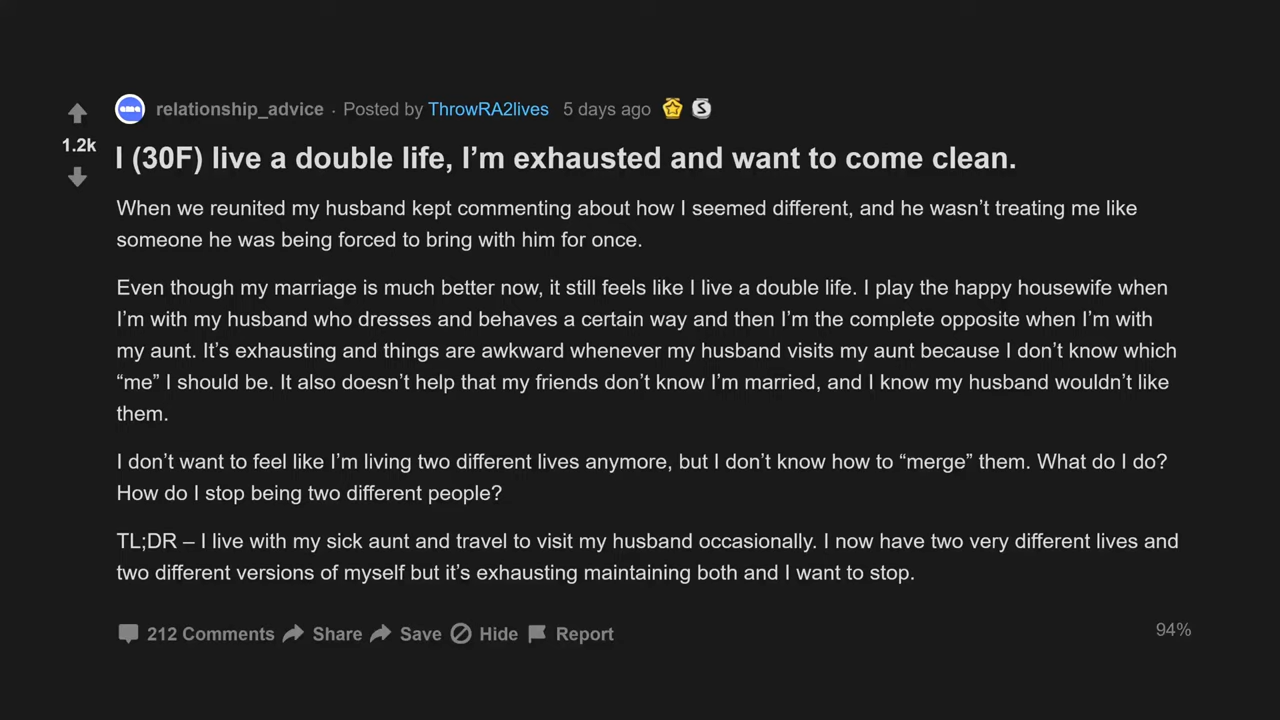 relationship_advice · Posted by ThrowRA2lives 5 days ago
1.2k
I (30F) live a double life, I’m exhausted and want to come clean.
When we reunited my husband kept commenting about how I seemed different, and he wasn’t treating me like
someone he was being forced to bring with him for once.
Even though my marriage is much better now, it still feels like I live a double life. I play the happy housewife when
I’m with my husband who dresses and behaves a certain way and then I’m the complete opposite when I’m with
my aunt. It’s exhausting and things are awkward whenever my husband visits my aunt because I don’t know which
“me” I should be. It also doesn’t help that my friends don’t know I’m married, and I know my husband wouldn’t like
them.
I don’t want to feel like I’m living two different lives anymore, but I don’t know how to “merge” them. What do I do?
How do I stop being two different people?
TL;DR – I live with my sick aunt and travel to visit my husband occasionally. I now have two very different lives and
two different versions of myself but it’s exhausting maintaining both and I want to stop.
212 Comments Share Save Hide Report
94%